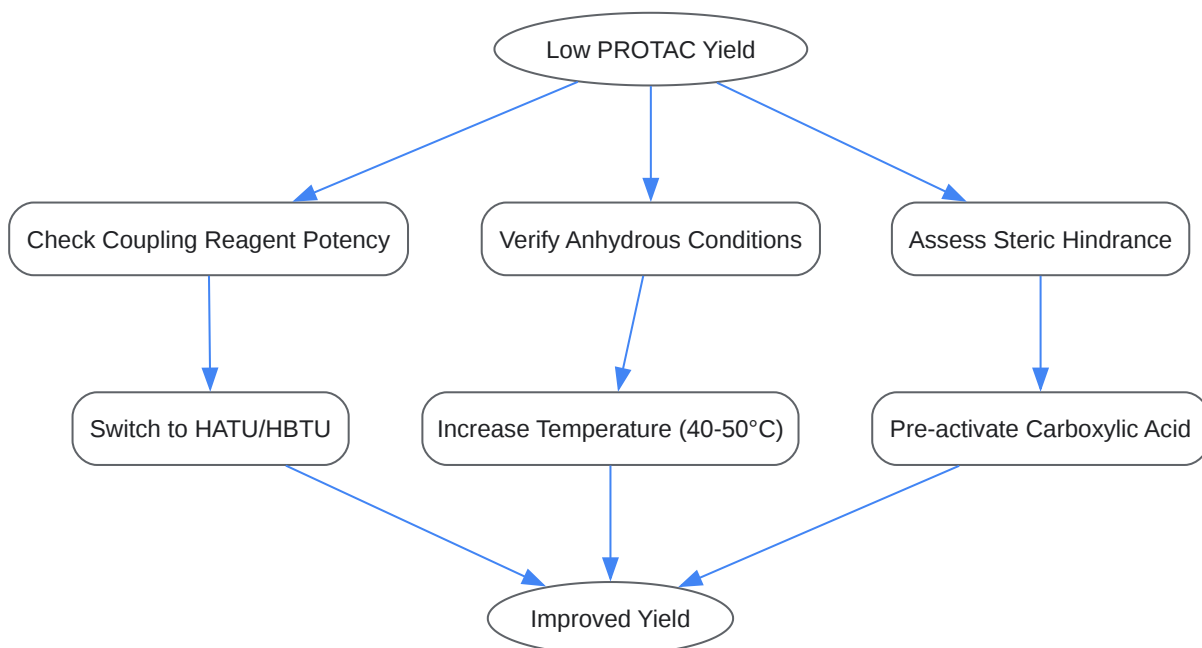 Low PROTAC Yield
Check Coupling Reagent Potency
Verify Anhydrous Conditions
Assess Steric Hindrance
Switch to HATU/HBTU
Increase Temperature (40-50°C)
Pre-activate Carboxylic Acid
Improved Yield